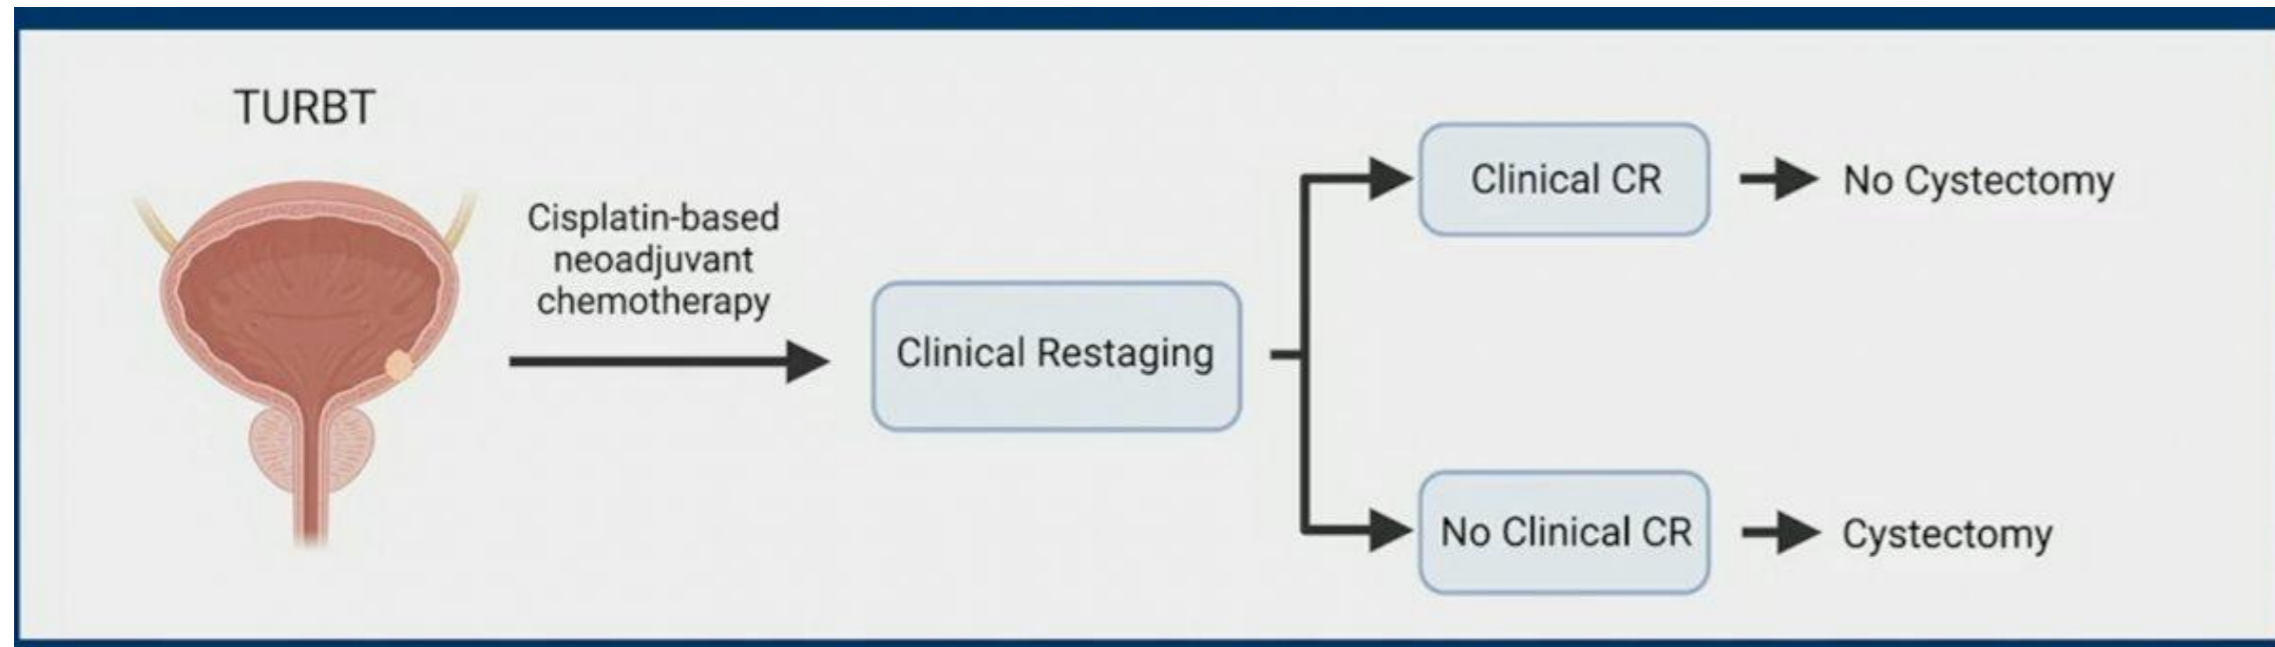 TURBT
Cisplatin-based
neoadjuvant
chemotherapy
Clinical Restaging
Clinical CR
No Cystectomy
No Clinical CR
Cystectomy